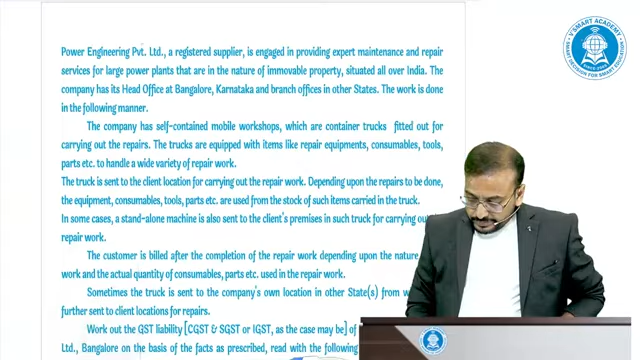 Power Engineering Pvt. Ltd., a registered supplier, is engaged in providing expert maintenance and repair
services for large power plants that are in the nature of immovable property, situated all over India. The
company has its Head Office at Bangalore, Karnataka and branch offices in other States. The work is done
in the following manner.
The company has self-contained mobile workshops, which are container trucks fitted out for
carrying out the repairs. The trucks are equipped with items like repair equipments, consumables, tools,
parts etc. to handle a wide variety of repair work.
The truck is sent to the client location for carrying out the repair work. Depending upon the repairs to be done,
the equipment, consumables, tools, parts etc. are used from the stock of such items carried in the truck.
In some cases, a stand-alone machine is also sent to the client's premises in such truck for carrying out
repair work.
The customer is billed after the completion of the repair work depending upon the nature
work and the actual quantity of consumables, parts etc. used in the repair work.
Sometimes the truck is sent to the company's own location in other State(s) from
further sent to client locations for repairs.
Work out the GST liability [CGST & SGST or IGST, as the case may be] of
Ltd., Bangalore on the basis of the facts as prescribed, read with the following
V SMART ACADEMY
SMART DECISION FOR SMART EDUCATION